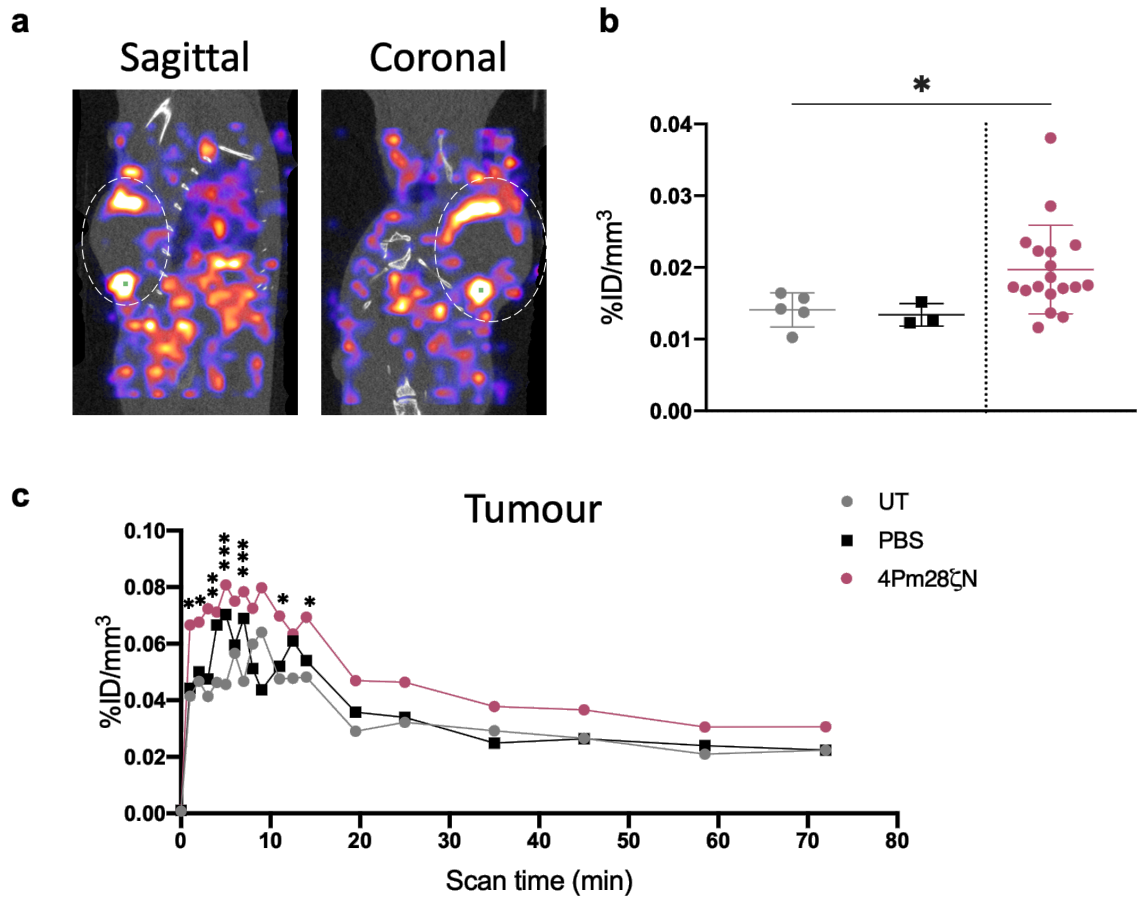 a
Sagittal
Coronal
b
*
%ID/mm³
0.04
0.03
0.02
0.01
0.00
c
Tumour
UT
PBS
4Pm28ζN
%ID/mm³
0.10
0.08
0.06
0.04
0.02
0.00
* * ** *** *** * *
0 10 20 30 40 50 60 70 80
Scan time (min)